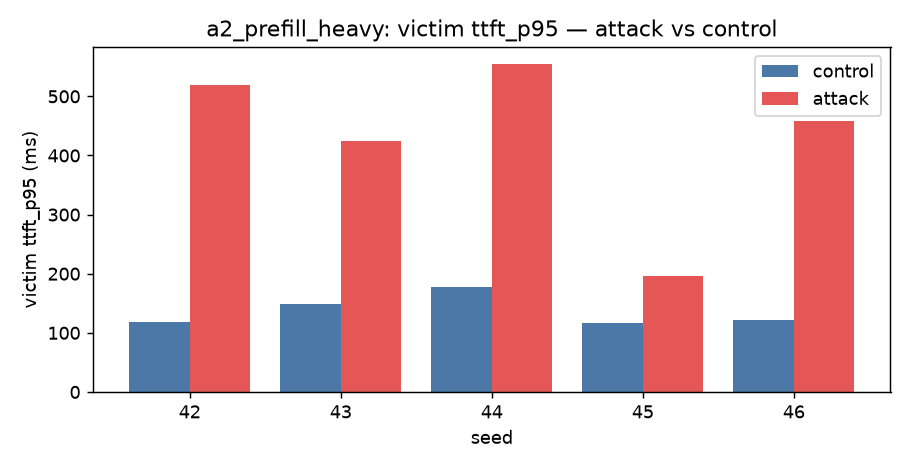 a2_prefill_heavy: victim ttft_p95 — attack vs control
control
attack
victim ttft_p95 (ms)
500
400
300
200
100
0
42 43 44 45 46
seed